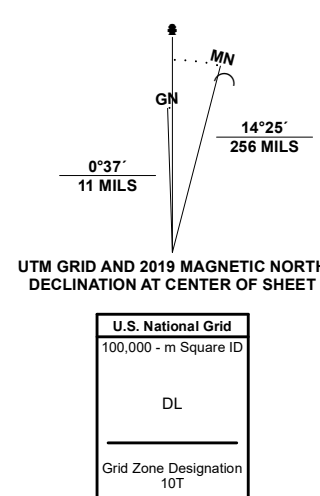 MN
GN
14°25´
256 MILS
0°37´
11 MILS
UTM GRID AND 2019 MAGNETIC NORTH
DECLINATION AT CENTER OF SHEET
U.S. National Grid
100,000 - m Square ID
DL
Grid Zone Designation
10T